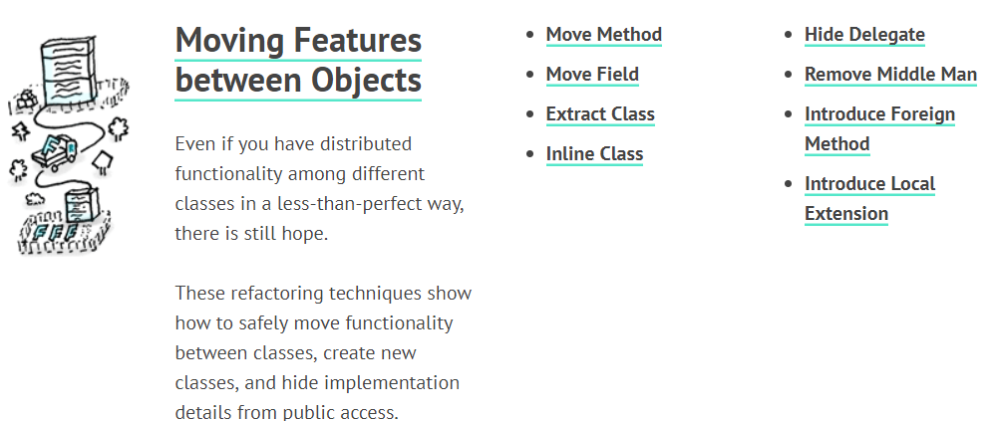 Moving Features
between Objects
Even if you have distributed
functionality among different
classes in a less-than-perfect way,
there is still hope.
These refactoring techniques show
how to safely move functionality
between classes, create new
classes, and hide implementation
details from public access.
Move Method
Move Field
Extract Class
Inline Class
Hide Delegate
Remove Middle Man
Introduce Foreign
Method
Introduce Local
Extension